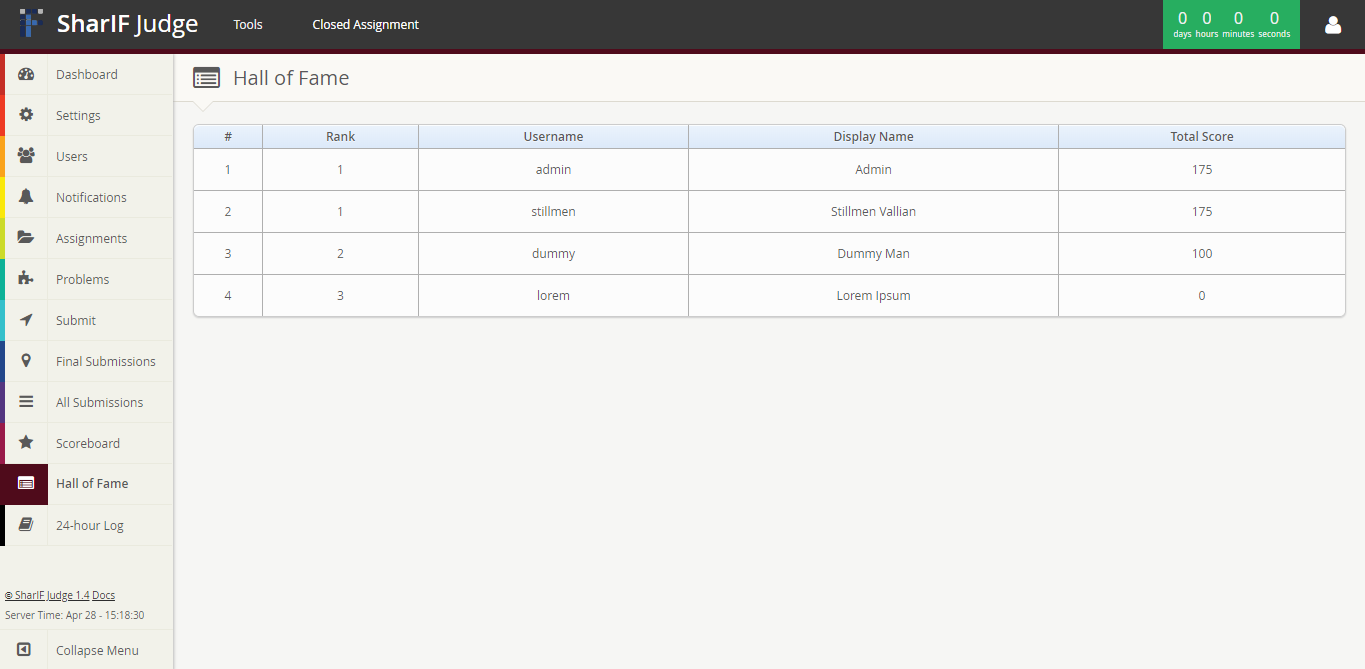 SharIF Judge Tools Closed Assignment 0 0 0 0
days hours minutes seconds
Dashboard
Settings
Users
Notifications
Assignments
Problems
Submit
Final Submissions
All Submissions
Scoreboard
Hall of Fame
24-hour Log
© SharIF Judge 1.4 Docs
Server Time: Apr 28 - 15:18:30
Collapse Menu
Hall of Fame
# Rank Username Display Name Total Score
1 1 admin Admin 175
2 1 stillmen Stillmen Vallian 175
3 2 dummy Dummy Man 100
4 3 lorem Lorem Ipsum 0